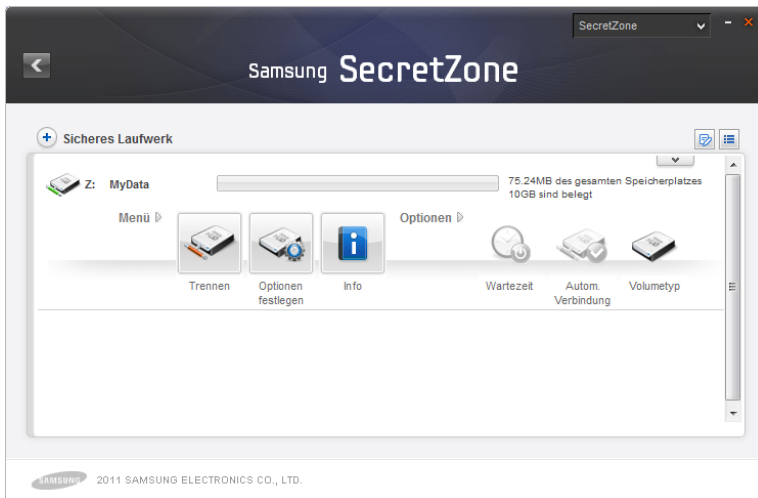 SecretZone
Samsung SecretZone
Sicheres Laufwerk
Z: MyData
75.24MB des gesamten Speicherplatzes
10GB sind belegt
Menü
Optionen
Trennen
Optionen
festlegen
Info
Wartezeit
Autom.
Verbindung
Volumetyp
SAMSUNG
2011 SAMSUNG ELECTRONICS CO., LTD.